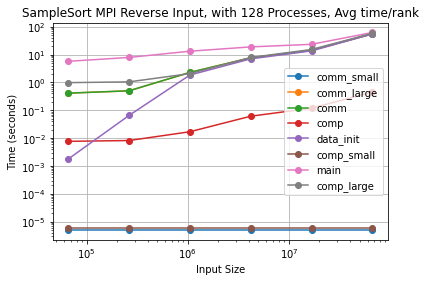 SampleSort MPI Reverse Input, with 128 Processes, Avg time/rank
Time (seconds)
10²
10¹
10⁰
10⁻¹
10⁻²
10⁻³
10⁻⁴
10⁻⁵
comm_small
comm_large
comm
comp
data_init
comp_small
main
comp_large
10⁵
10⁶
10⁷
Input Size